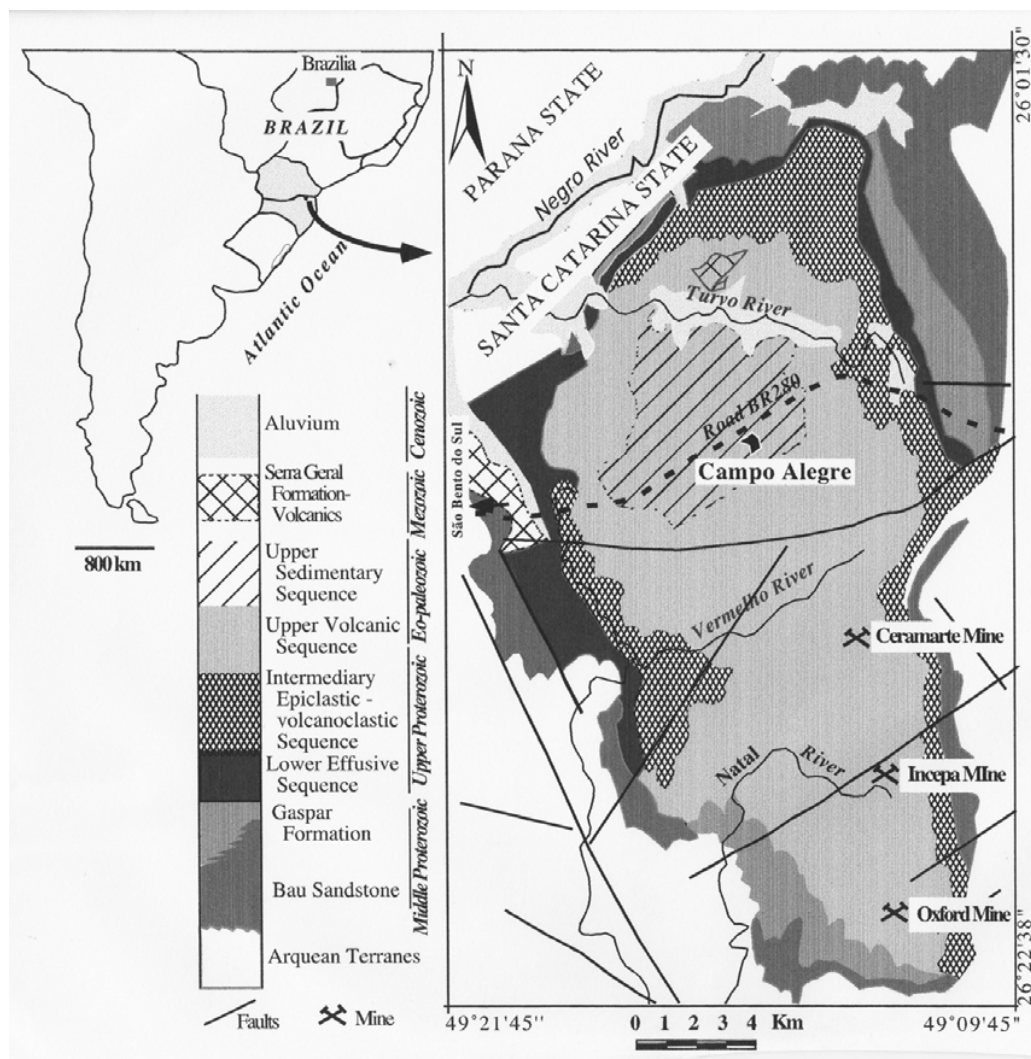 Brazilia
BRAZIL
Atlantic Ocean
800 km
Aluvium
Serra Geral
Formation-
Volcanics
Upper
Sedimentary
Sequence
Upper Volcanic
Sequence
Intermediary
Epiclastic -
volcanoclastic
Sequence
Lower Effusive
Sequence
Gaspar
Formation
Bau Sandstone
Arquean Terranes
Cenozoic
Mezozoic
Eo-paleozoic
Upper Proterozoic
Middle Proterozoic
Faults
Mine
N
PARANA STATE
Negro River
SANTA CATARINA STATE
Turvo River
Road BR280
Campo Alegre
São Bento do Sul
Vermelho River
Ceramarte Mine
Natal River
Incepa MIne
Oxford Mine
26°01'30"
26°22'38"
49°21'45''
0 1 2 3 4 Km
49°09'45"